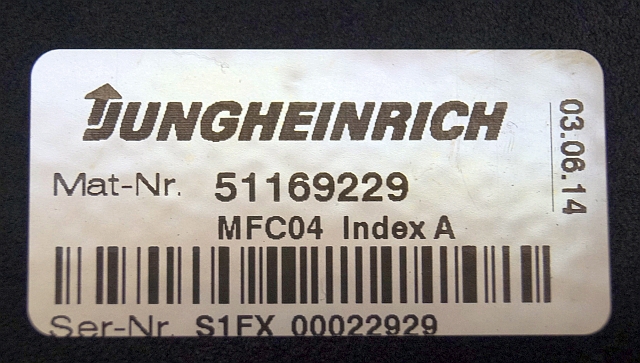 JUNGHEINRICH
Mat-Nr. 51169229
MFC04 Index A
Ser-Nr. S1FX 00022929
03.06.14